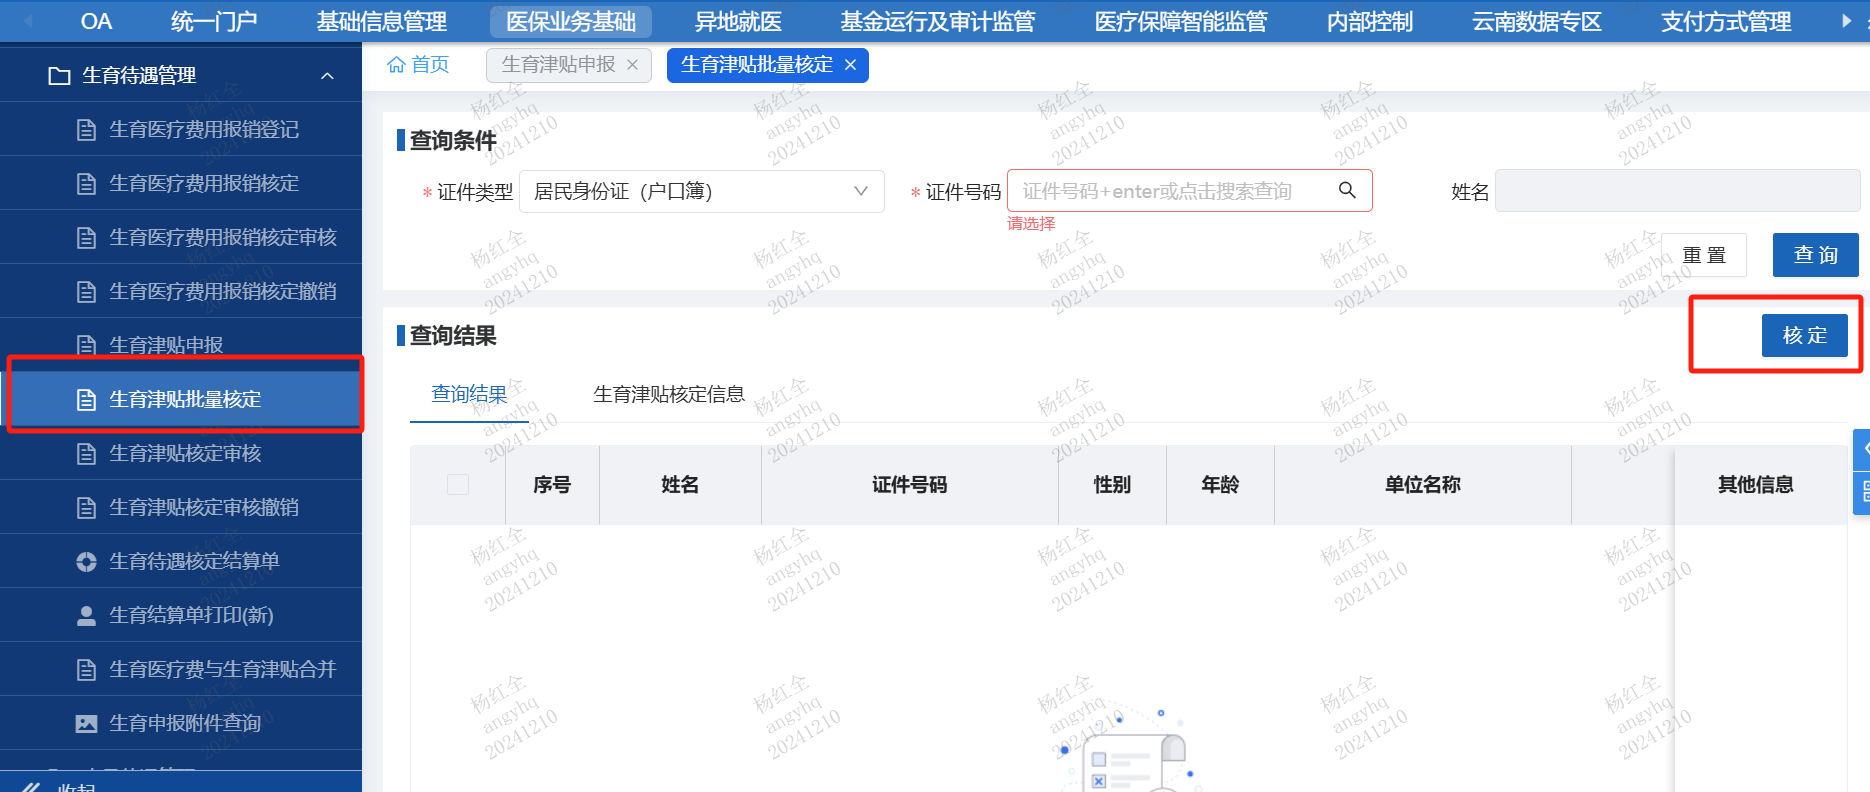 OA 统一门户 基础信息管理 医保业务基础 异地就医 基金运行及审计监管 医疗保障智能监管 内部控制 云南数据专区 支付方式管理
首页 生育津贴申报 生育津贴批量核定
生育待遇管理
生育医疗费用报销登记
生育医疗费用报销核定
生育医疗费用报销核定审核
生育医疗费用报销核定撤销
生育津贴申报
生育津贴批量核定
生育津贴核定审核
生育津贴核定审核撤销
生育待遇核定结算单
生育结算单打印(新)
生育医疗费与生育津贴合并
生育申报附件查询
收起
查询条件
* 证件类型 居民身份证（户口簿） * 证件号码 证件号码+enter或点击搜索查询 姓名
请选择
重 置 查 询
查询结果 核 定
查询结果 生育津贴核定信息
序号 姓名 证件号码 性别 年龄 单位名称 其他信息
杨红全
angyhq
20241210